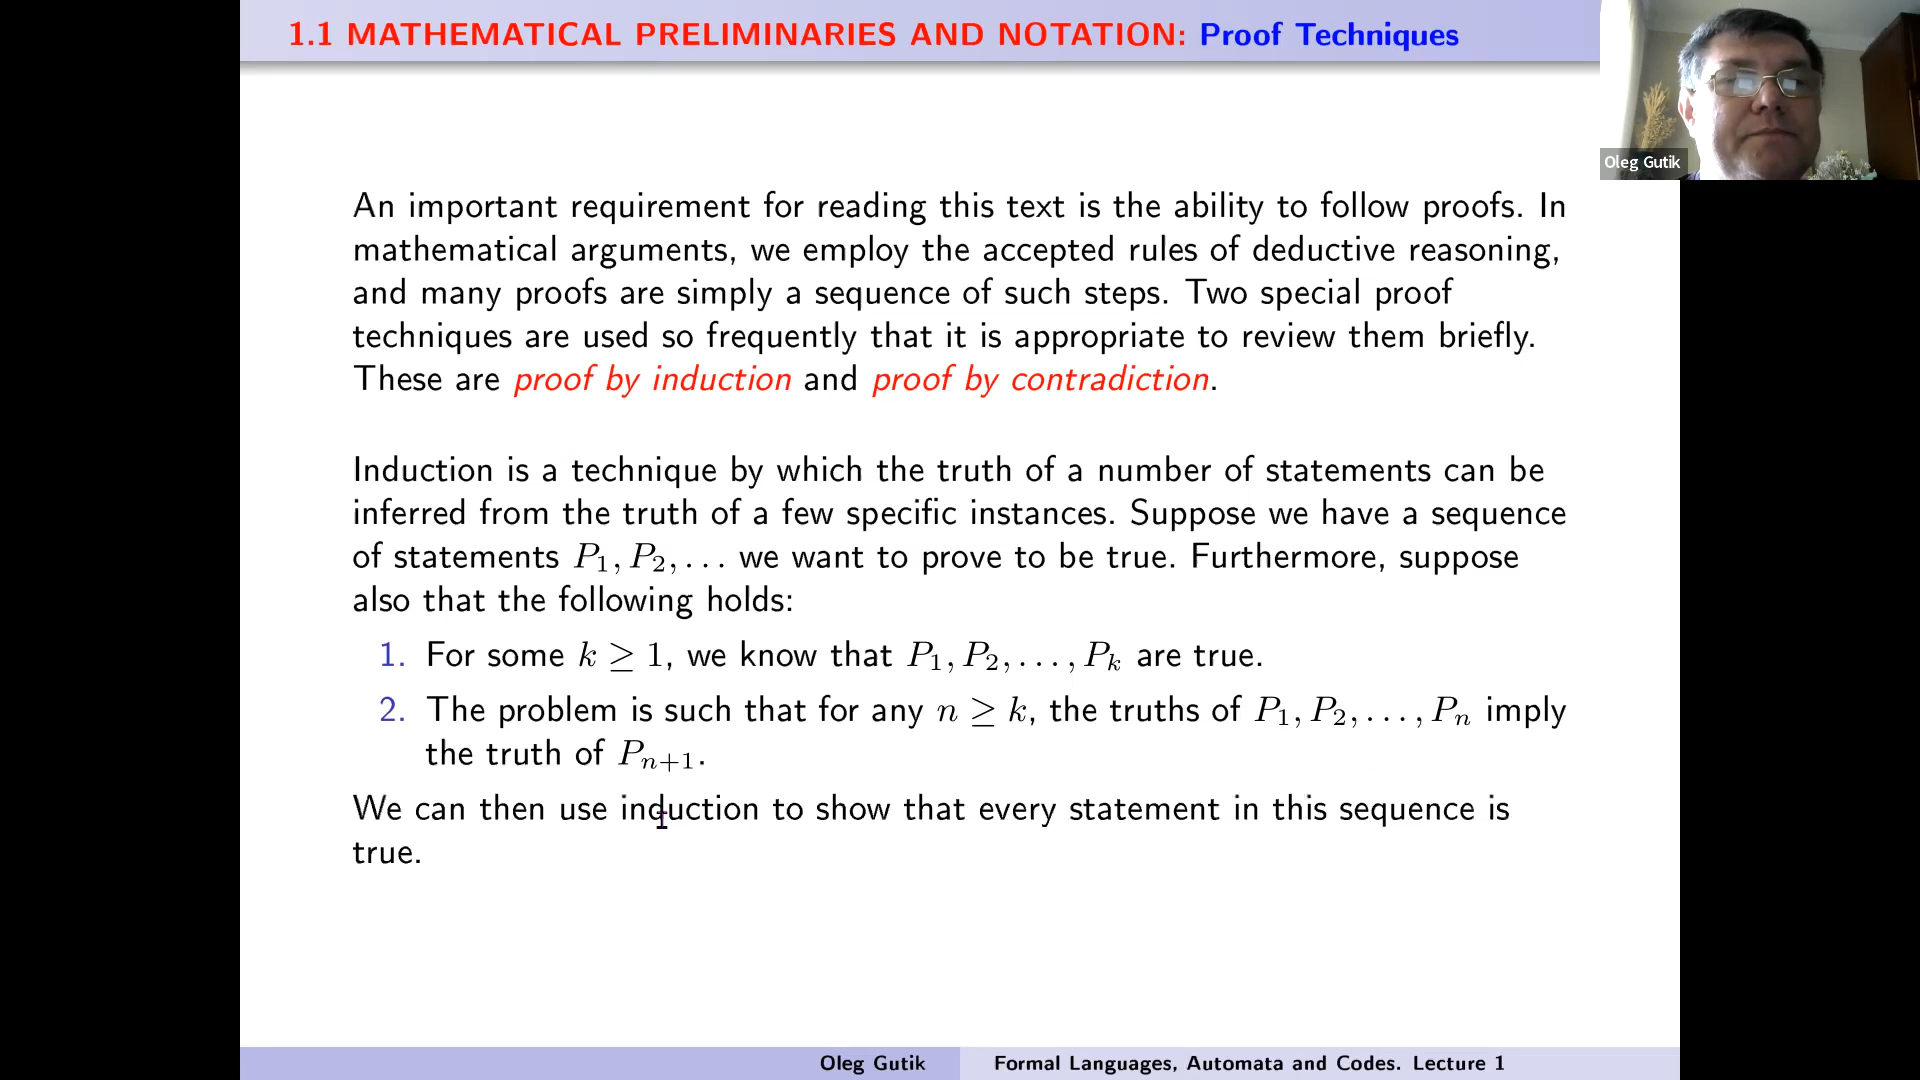 1.1 MATHEMATICAL PRELIMINARIES AND NOTATION: Proof Techniques
Oleg Gutik
An important requirement for reading this text is the ability to follow proofs. In
mathematical arguments, we employ the accepted rules of deductive reasoning,
and many proofs are simply a sequence of such steps. Two special proof
techniques are used so frequently that it is appropriate to review them briefly.
These are proof by induction and proof by contradiction.
Induction is a technique by which the truth of a number of statements can be
inferred from the truth of a few specific instances. Suppose we have a sequence
of statements P₁, P₂, . . . we want to prove to be true. Furthermore, suppose
also that the following holds:
1. For some k ≥ 1, we know that P₁, P₂, . . . , Pₖ are true.
2. The problem is such that for any n ≥ k, the truths of P₁, P₂, . . . , Pₙ imply
the truth of Pₙ₊₁.
We can then use induction to show that every statement in this sequence is
true.
Oleg Gutik Formal Languages, Automata and Codes. Lecture 1